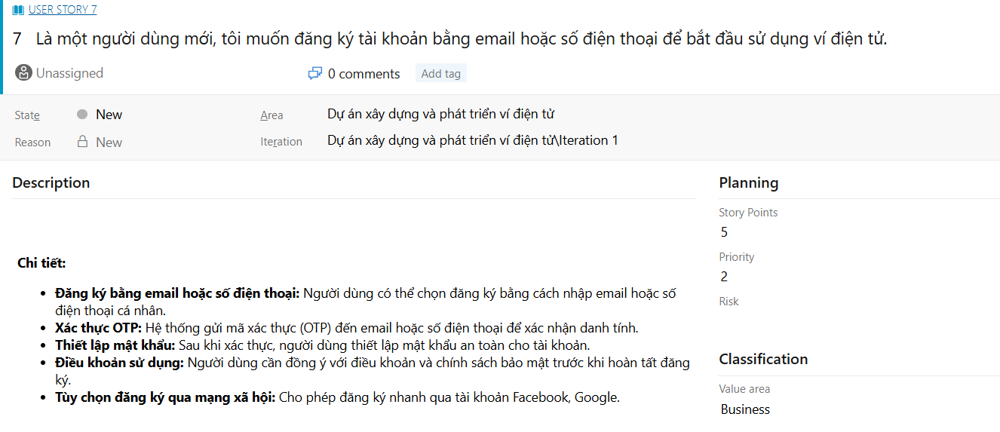 USER STORY 7
7 Là một người dùng mới, tôi muốn đăng ký tài khoản bằng email hoặc số điện thoại để bắt đầu sử dụng ví điện tử.
Unassigned
0 comments
Add tag
State
New
Area
Dự án xây dựng và phát triển ví điện tử
Reason
New
Iteration
Dự án xây dựng và phát triển ví điện tử\Iteration 1
Description
Chi tiết:
• Đăng ký bằng email hoặc số điện thoại: Người dùng có thể chọn đăng ký bằng cách nhập email hoặc số
điện thoại cá nhân.
• Xác thực OTP: Hệ thống gửi mã xác thực (OTP) đến email hoặc số điện thoại để xác nhận danh tính.
• Thiết lập mật khẩu: Sau khi xác thực, người dùng thiết lập mật khẩu an toàn cho tài khoản.
• Điều khoản sử dụng: Người dùng cần đồng ý với điều khoản và chính sách bảo mật trước khi hoàn tất đăng
ký.
• Tùy chọn đăng ký qua mạng xã hội: Cho phép đăng ký nhanh qua tài khoản Facebook, Google.
Planning
Story Points
5
Priority
2
Risk
Classification
Value area
Business